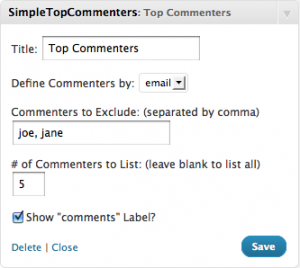 SimpleTopCommenters: Top Commenters
Title: Top Commenters
Define Commenters by: email
Commenters to Exclude: (separated by comma)
joe, jane
# of Commenters to List: (leave blank to list all)
5
Show "comments" Label?
Delete | Close Save